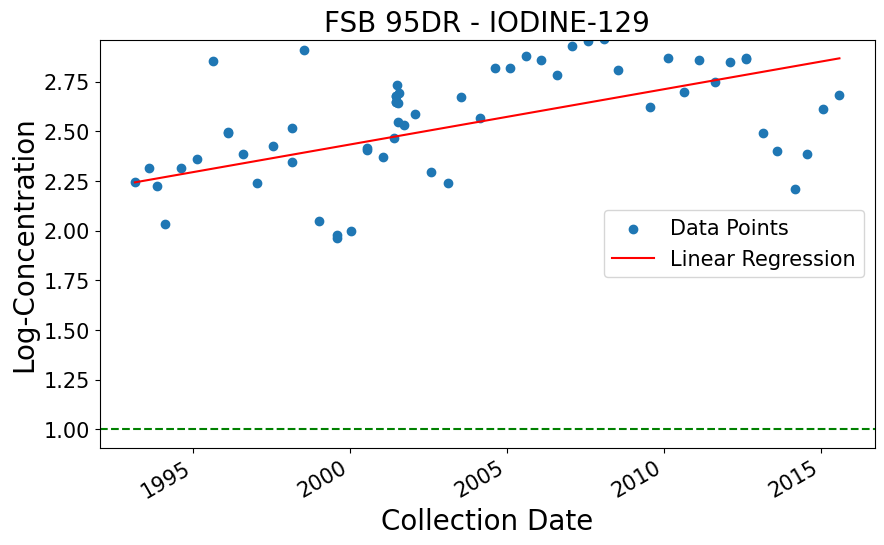 FSB 95DR - IODINE-129
Log-Concentration
2.75
2.50
2.25
2.00
1.75
1.50
1.25
1.00
Data Points
Linear Regression
1995
2000
2005
2010
2015
Collection Date